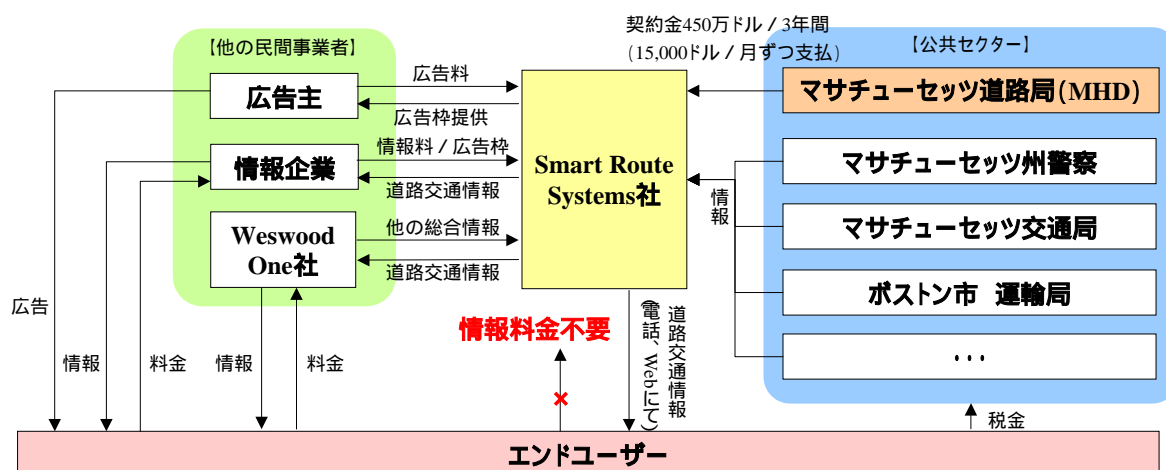 契約金450万ドル / 3年間
(15,000ドル / 月ずつ支払)
【他の民間事業者】
【公共セクター】
広告主
広告料
広告枠提供
マサチューセッツ道路局(MHD)
情報企業
情報料 / 広告枠
道路交通情報
Smart Route
Systems社
マサチューセッツ州警察
情報
Weswood
One社
他の総合情報
道路交通情報
マサチューセッツ交通局
ボストン市 運輸局
・・・
広告
情報
料金
情報
料金
情報料金不要
×
道路交通情報
(電話、Webにて)
税金
エンドユーザー